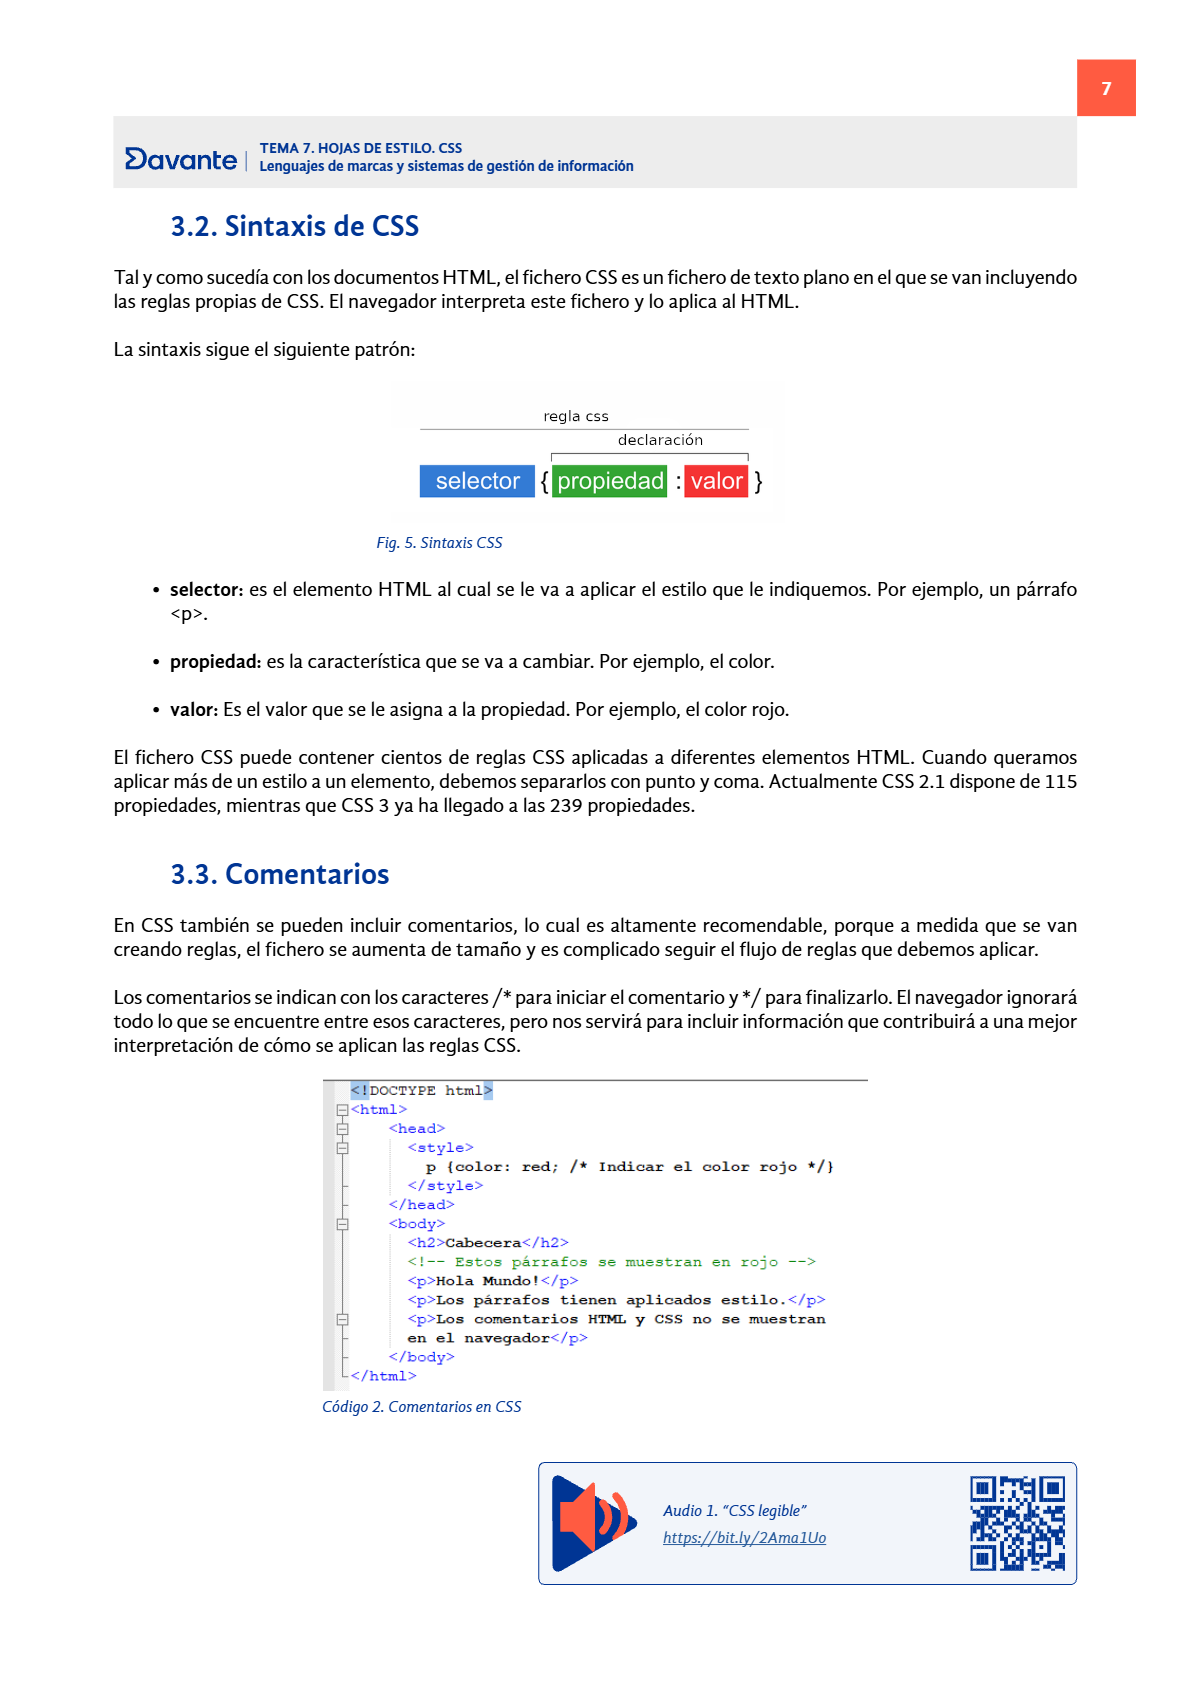 7
Davante
TEMA 7. HOJAS DE ESTILO. CSS
Lenguajes de marcas y sistemas de gestión de información
3.2. Sintaxis de CSS
Tal y como sucedía con los documentos HTML, el fichero CSS es un fichero de texto plano en el que se van incluyendo
las reglas propias de CSS. El navegador interpreta este fichero y lo aplica al HTML.
La sintaxis sigue el siguiente patrón:
regla css
declaración
selector { propiedad : valor }
Fig. 5. Sintaxis CSS
• selector: es el elemento HTML al cual se le va a aplicar el estilo que le indiquemos. Por ejemplo, un párrafo
<p>.
• propiedad: es la característica que se va a cambiar. Por ejemplo, el color.
• valor: Es el valor que se le asigna a la propiedad. Por ejemplo, el color rojo.
El fichero CSS puede contener cientos de reglas CSS aplicadas a diferentes elementos HTML. Cuando queramos
aplicar más de un estilo a un elemento, debemos separarlos con punto y coma. Actualmente CSS 2.1 dispone de 115
propiedades, mientras que CSS 3 ya ha llegado a las 239 propiedades.
3.3. Comentarios
En CSS también se pueden incluir comentarios, lo cual es altamente recomendable, porque a medida que se van
creando reglas, el fichero se aumenta de tamaño y es complicado seguir el flujo de reglas que debemos aplicar.
Los comentarios se indican con los caracteres /* para iniciar el comentario y */ para finalizarlo. El navegador ignorará
todo lo que se encuentre entre esos caracteres, pero nos servirá para incluir información que contribuirá a una mejor
interpretación de cómo se aplican las reglas CSS.
<!DOCTYPE html>
<html>
<head>
<style>
p {color: red; /* Indicar el color rojo */}
</style>
</head>
<body>
<h2>Cabecera</h2>
<!-- Estos párrafos se muestran en rojo -->
<p>Hola Mundo!</p>
<p>Los párrafos tienen aplicados estilo.</p>
<p>Los comentarios HTML y CSS no se muestran
en el navegador</p>
</body>
</html>
Código 2. Comentarios en CSS
Audio 1. “CSS legible”
https://bit.ly/2Ama1Uo